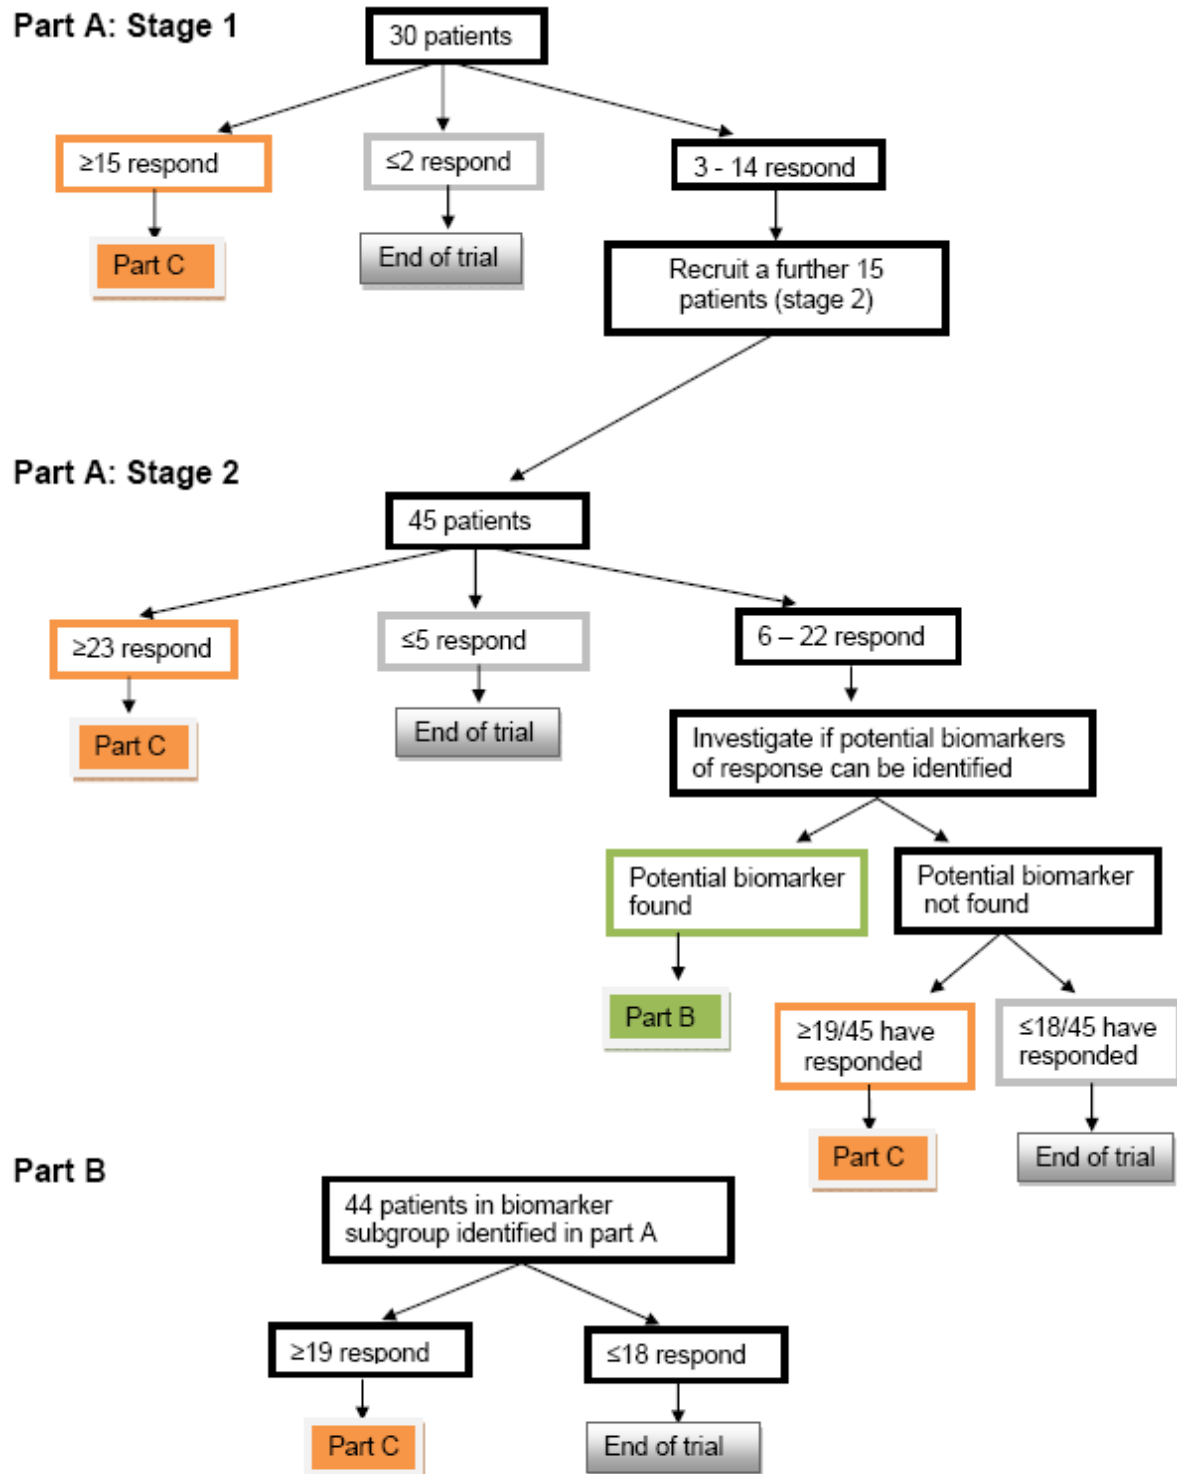 Part A: Stage 1
30 patients
≥15 respond
≤2 respond
3 - 14 respond
Part C
End of trial
Recruit a further 15
patients (stage 2)
Part A: Stage 2
45 patients
≥23 respond
≤5 respond
6 – 22 respond
Part C
End of trial
Investigate if potential biomarkers
of response can be identified
Potential biomarker
found
Potential biomarker
not found
Part B
≥19/45 have
responded
≤18/45 have
responded
Part C
End of trial
Part B
44 patients in biomarker
subgroup identified in part A
≥19 respond
≤18 respond
Part C
End of trial